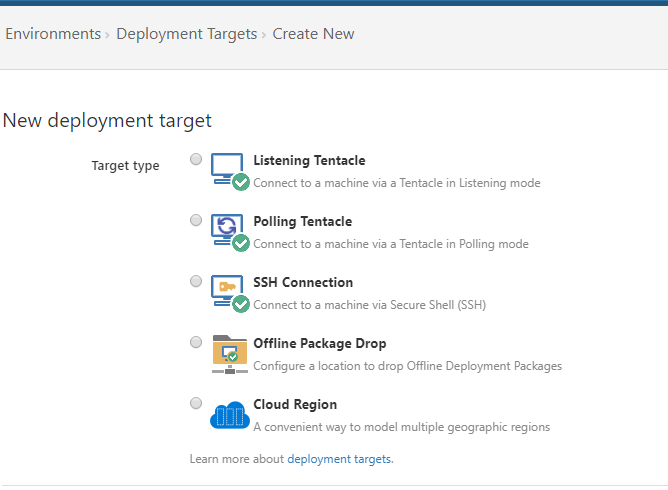 Environments › Deployment Targets › Create New
New deployment target
Target type
Listening Tentacle
Connect to a machine via a Tentacle in Listening mode
Polling Tentacle
Connect to a machine via a Tentacle in Polling mode
SSH Connection
Connect to a machine via Secure Shell (SSH)
Offline Package Drop
Configure a location to drop Offline Deployment Packages
Cloud Region
A convenient way to model multiple geographic regions
Learn more about deployment targets.